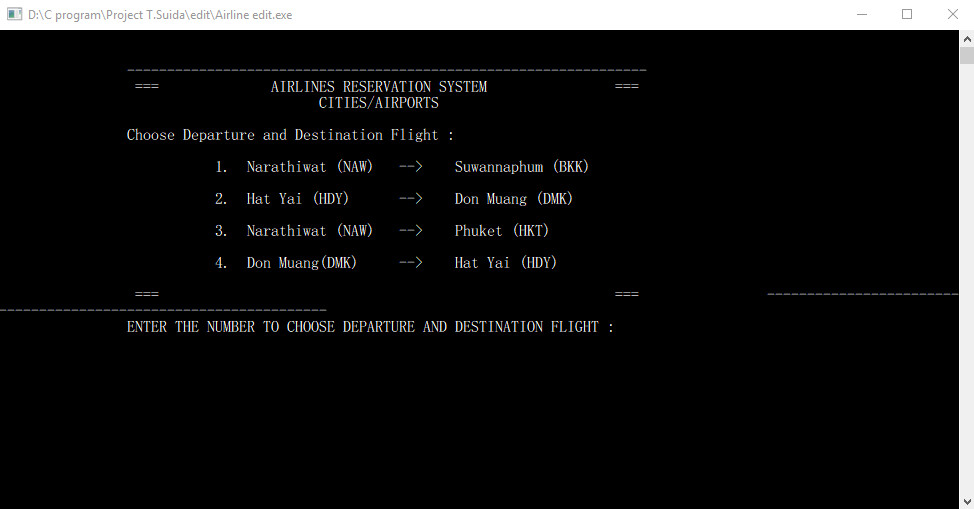 D:\C program\Project T.Suida\edit\Airline edit.exe
--------------------------------------------------------------------
=== AIRLINES RESERVATION SYSTEM ===
CITIES/AIRPORTS
Choose Departure and Destination Flight :
1. Narathiwat (NAW) --> Suwannaphum (BKK)
2. Hat Yai (HDY) --> Don Muang (DMK)
3. Narathiwat (NAW) --> Phuket (HKT)
4. Don Muang(DMK) --> Hat Yai (HDY)
=== === ------------------------
-----------------------------------------
ENTER THE NUMBER TO CHOOSE DEPARTURE AND DESTINATION FLIGHT :